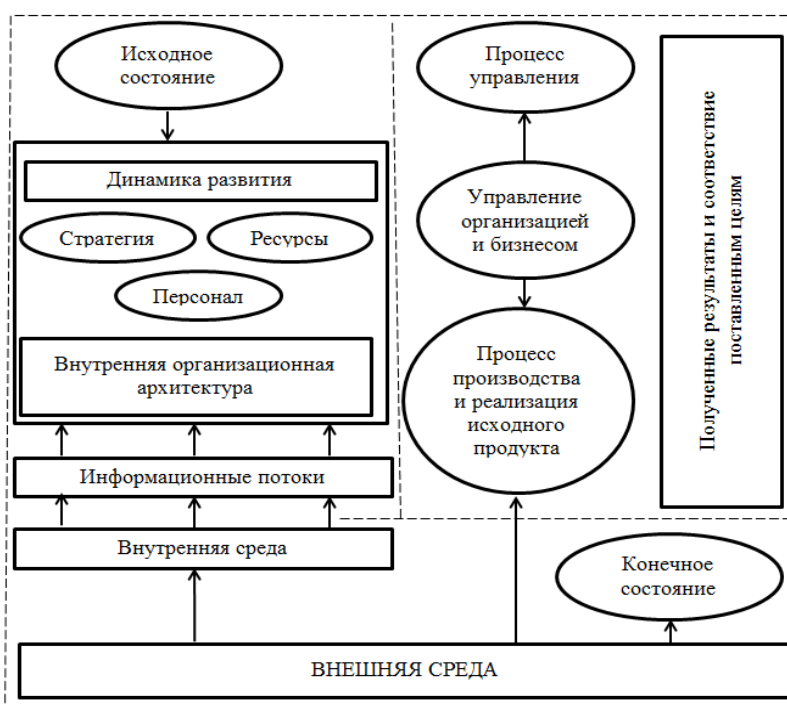 Исходное
состояние
Динамика развития
Стратегия
Ресурсы
Персонал
Внутренняя организационная
архитектура
Информационные потоки
Внутренняя среда
Процесс
управления
Управление
организацией
и бизнесом
Процесс
производства
и реализация
исходного
продукта
Полученные результаты и соответствие
поставленным целям
Конечное
состояние
ВНЕШНЯЯ СРЕДА